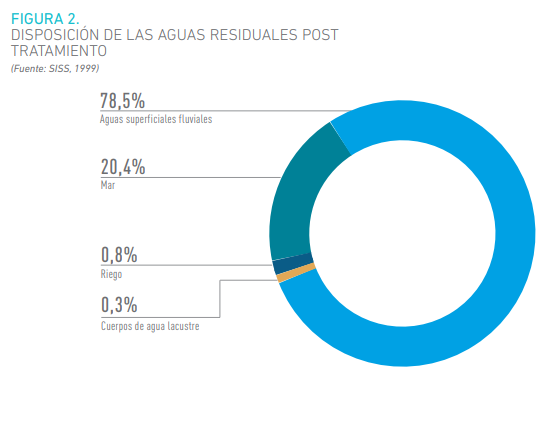 FIGURA 2.
DISPOSICIÓN DE LAS AGUAS RESIDUALES POST
TRATAMIENTO
(Fuente: SISS, 1999)
78,5%
Aguas superficiales fluviales
20,4%
Mar
0,8%
Riego
0,3%
Cuerpos de agua lacustre